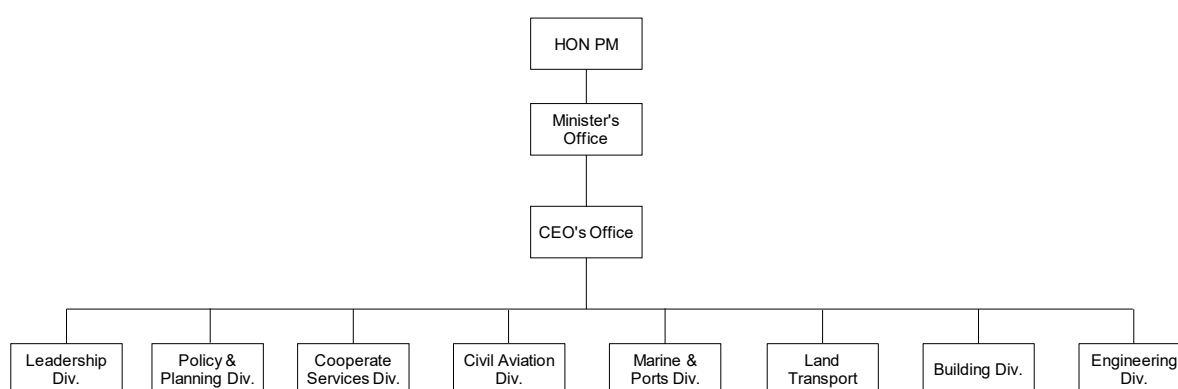 HON PM
Minister's
Office
CEO's Office
Leadership
Div.
Policy &
Planning Div.
Cooperate
Services Div.
Civil Aviation
Div.
Marine &
Ports Div.
Land
Transport
Building Div.
Engineering
Div.